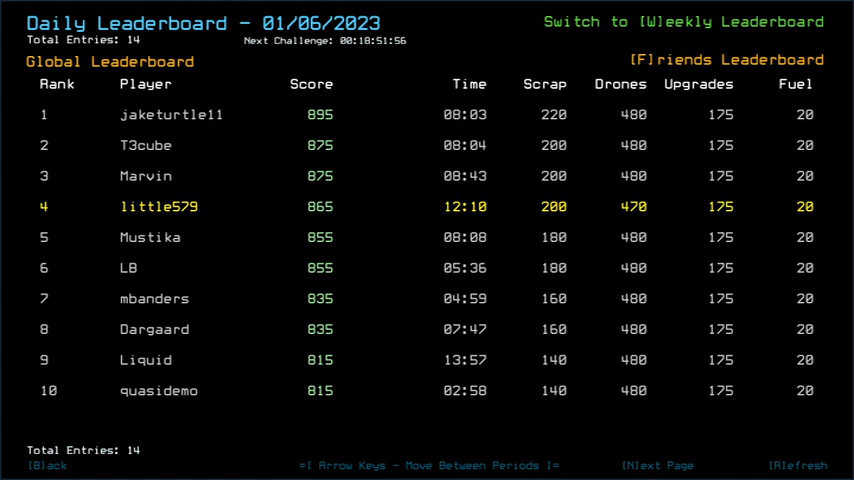 Daily Leaderboard - 01/06/2023 Switch to [W]eekly Leaderboard
Total Entries: 14 Next Challenge: 00:18:51:56
Global Leaderboard [F]riends Leaderboard
Rank Player Score Time Scrap Drones Upgrades Fuel
1 jaketurtle11 895 08:03 220 480 175 20
2 T3cube 875 08:04 200 480 175 20
3 Marvin 875 08:43 200 480 175 20
4 little579 865 12:10 200 470 175 20
5 Mustika 855 08:08 180 480 175 20
6 LB 855 05:36 180 480 175 20
7 mbanders 835 04:59 160 480 175 20
8 Dargaard 835 07:47 160 480 175 20
9 Liquid 815 13:57 140 480 175 20
10 quasidemo 815 02:58 140 480 175 20
Total Entries: 14
[B]ack =[ Arrow Keys - Move Between Periods ]= [N]ext Page [R]efresh